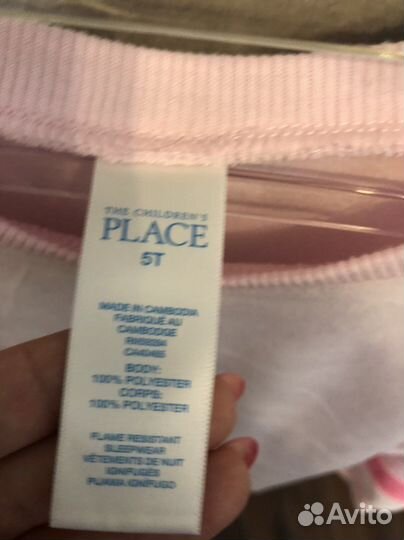 THE CHILDREN'S
PLACE
5T
MADE IN CAMBODIA
FABRIQUE AU
CAMBODGE
BODY:
100% POLYESTER
CORPS:
100% POLYESTER
FLAME RESISTANT
SLEEPWEAR
VÊTEMENTS DE NUIT
IGNIFUGES
PIJAMA IGNÍFUGO
Avito